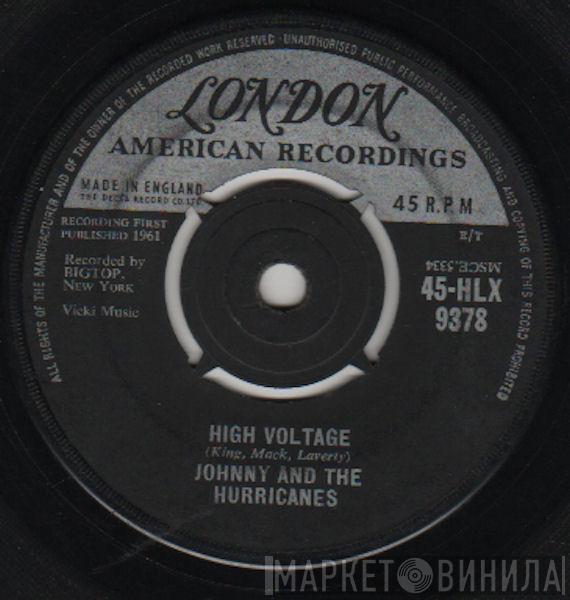 ALL RIGHTS OF THE MANUFACTURER AND OF THE OWNER OF THE RECORDED WORK RESERVED · UNAUTHORISED PUBLIC PERFORMANCE BROADCASTING AND COPYING OF THIS RECORD PROHIBITED
LONDON
AMERICAN RECORDINGS
MADE IN ENGLAND
THE DECCA RECORD CO LTD
45 R.P.M
RECORDING FIRST
PUBLISHED 1961
E/T
Recorded by
BIGTOP,
NEW YORK
MSCE.5334
45-HLX
9378
Vicki Music
HIGH VOLTAGE
(King, Mack, Laverty)
JOHNNY AND THE
HURRICANES
МАРКЕТ ВИНИЛА